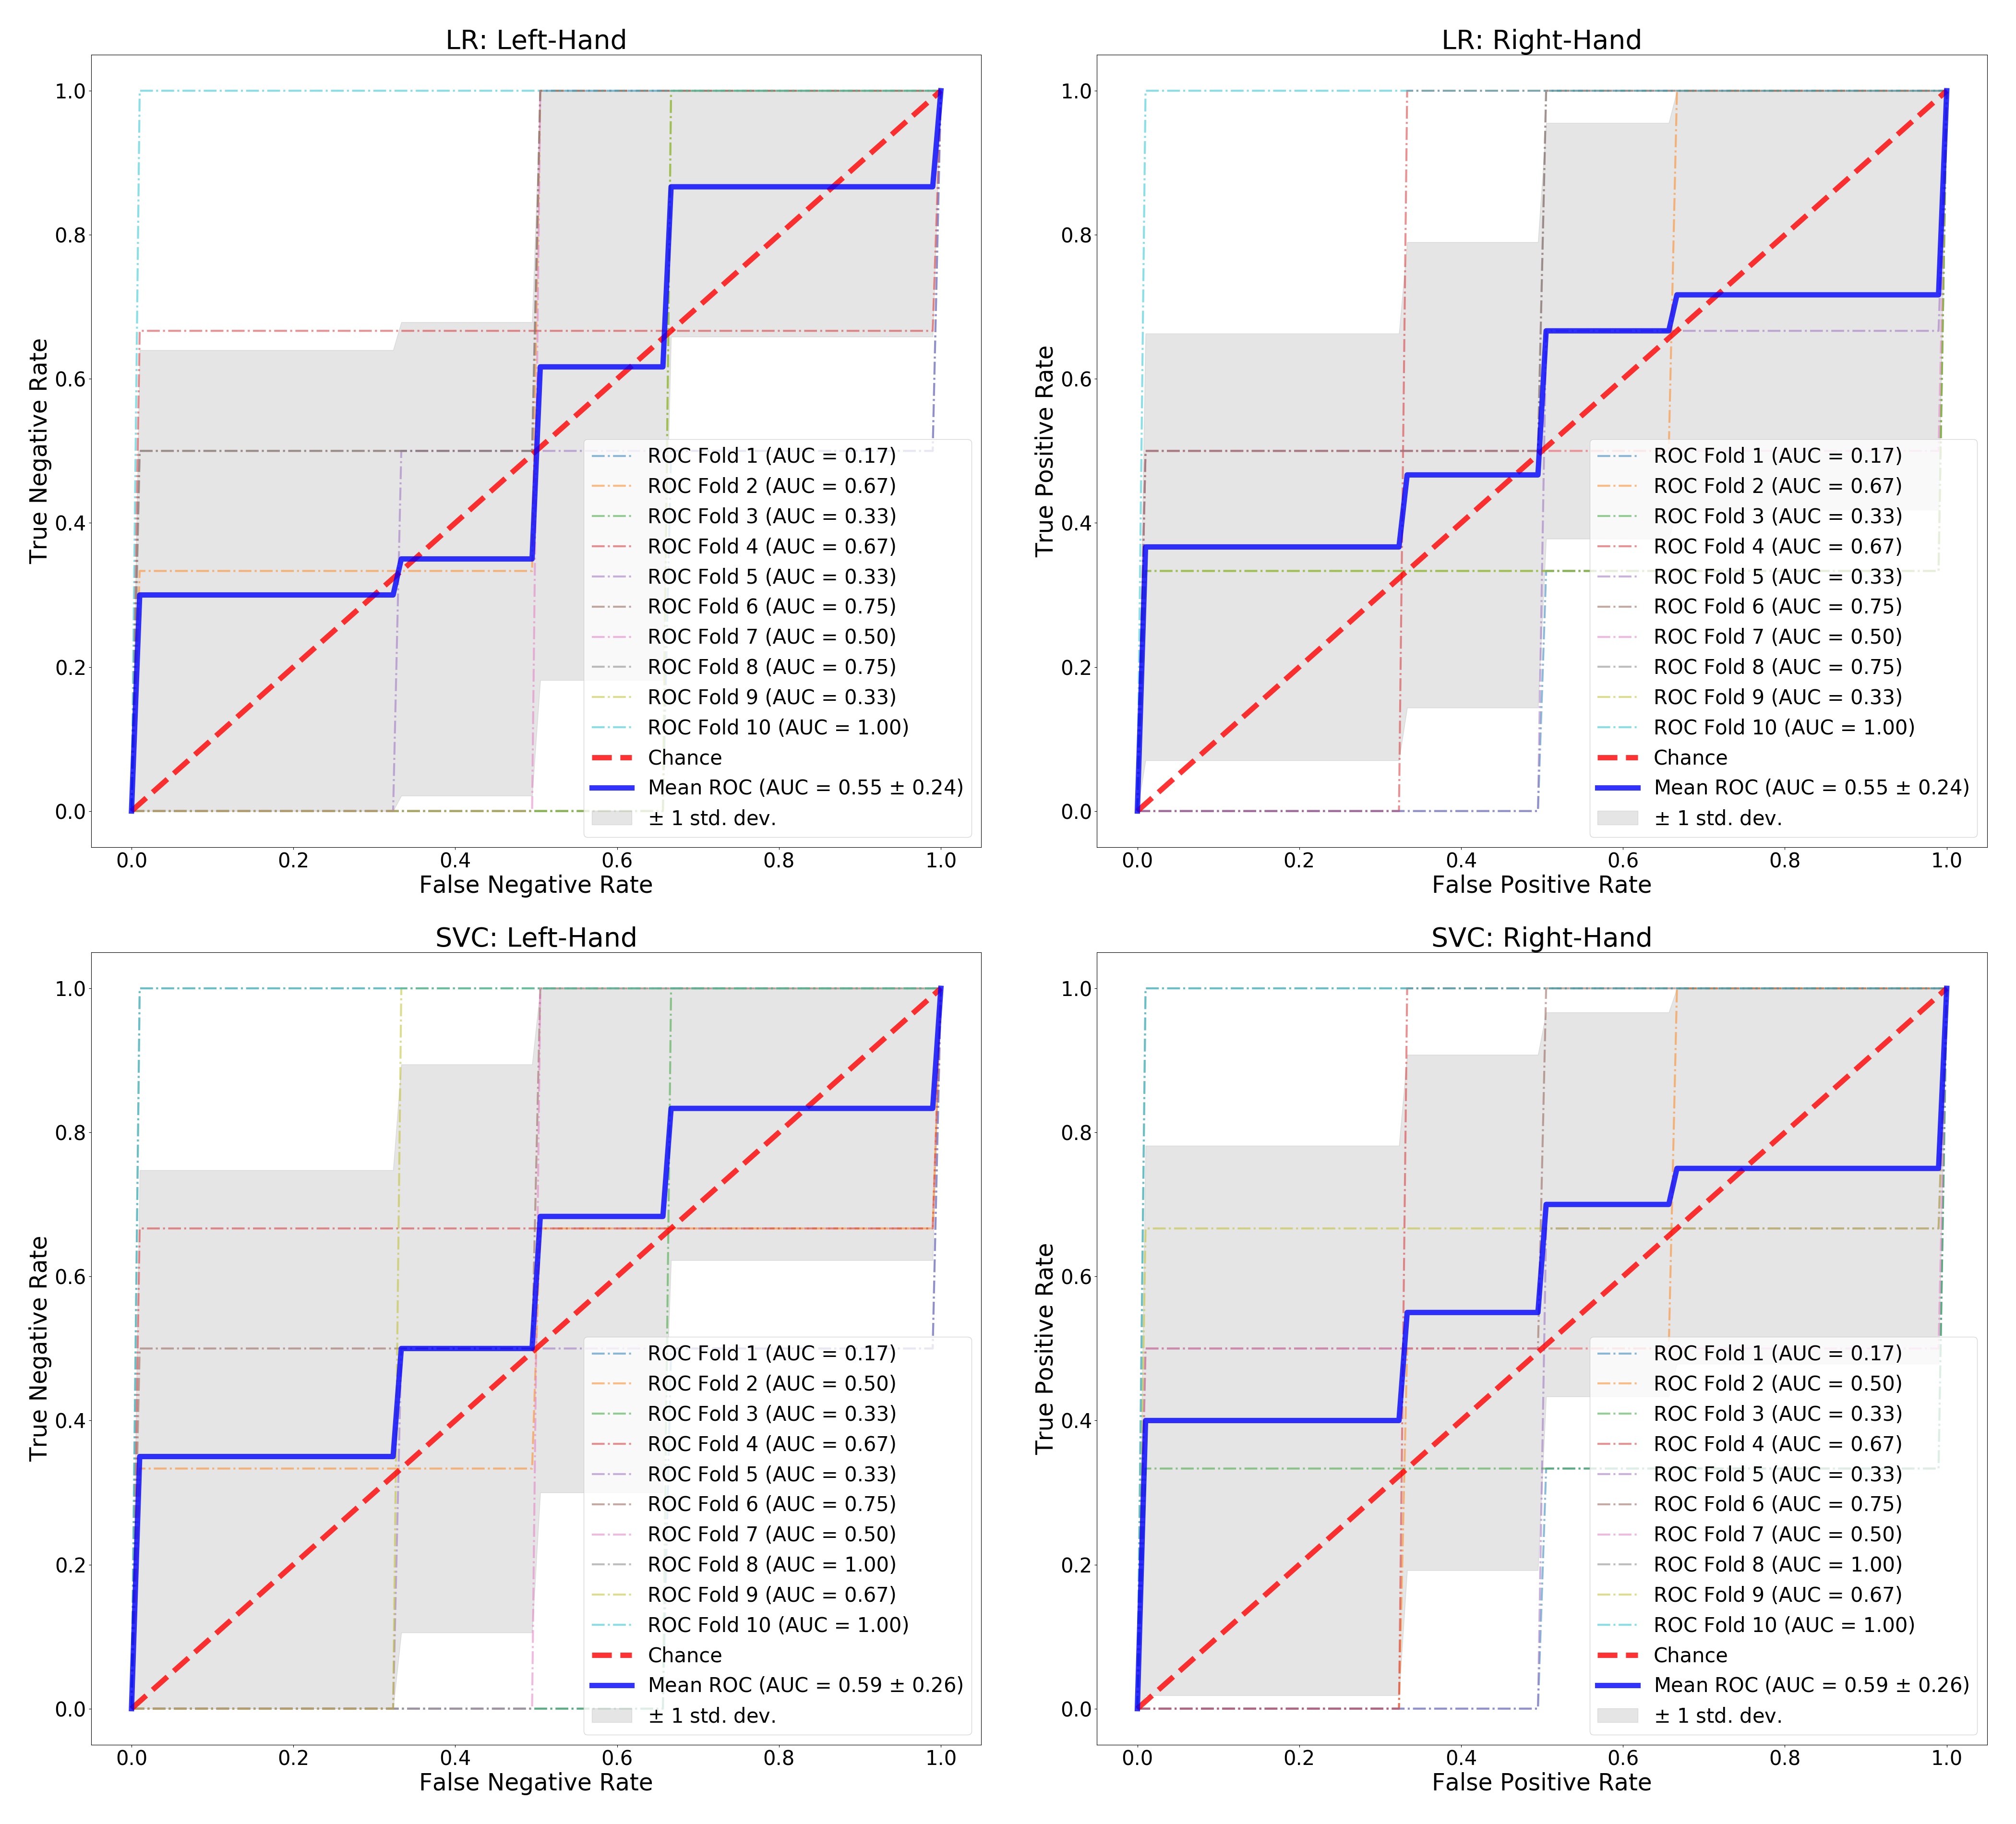 LR: Left-Hand
True Negative Rate
1.0
0.8
0.6
0.4
0.2
0.0
ROC Fold 1 (AUC = 0.17)
ROC Fold 2 (AUC = 0.67)
ROC Fold 3 (AUC = 0.33)
ROC Fold 4 (AUC = 0.67)
ROC Fold 5 (AUC = 0.33)
ROC Fold 6 (AUC = 0.75)
ROC Fold 7 (AUC = 0.50)
ROC Fold 8 (AUC = 0.75)
ROC Fold 9 (AUC = 0.33)
ROC Fold 10 (AUC = 1.00)
Chance
Mean ROC (AUC = 0.55 ± 0.24)
± 1 std. dev.
0.0 0.2 0.4 0.6 0.8 1.0
False Negative Rate
LR: Right-Hand
True Positive Rate
1.0
0.8
0.6
0.4
0.2
0.0
ROC Fold 1 (AUC = 0.17)
ROC Fold 2 (AUC = 0.67)
ROC Fold 3 (AUC = 0.33)
ROC Fold 4 (AUC = 0.67)
ROC Fold 5 (AUC = 0.33)
ROC Fold 6 (AUC = 0.75)
ROC Fold 7 (AUC = 0.50)
ROC Fold 8 (AUC = 0.75)
ROC Fold 9 (AUC = 0.33)
ROC Fold 10 (AUC = 1.00)
Chance
Mean ROC (AUC = 0.55 ± 0.24)
± 1 std. dev.
0.0 0.2 0.4 0.6 0.8 1.0
False Positive Rate
SVC: Left-Hand
True Negative Rate
1.0
0.8
0.6
0.4
0.2
0.0
ROC Fold 1 (AUC = 0.17)
ROC Fold 2 (AUC = 0.50)
ROC Fold 3 (AUC = 0.33)
ROC Fold 4 (AUC = 0.67)
ROC Fold 5 (AUC = 0.33)
ROC Fold 6 (AUC = 0.75)
ROC Fold 7 (AUC = 0.50)
ROC Fold 8 (AUC = 1.00)
ROC Fold 9 (AUC = 0.67)
ROC Fold 10 (AUC = 1.00)
Chance
Mean ROC (AUC = 0.59 ± 0.26)
± 1 std. dev.
0.0 0.2 0.4 0.6 0.8 1.0
False Negative Rate
SVC: Right-Hand
True Positive Rate
1.0
0.8
0.6
0.4
0.2
0.0
ROC Fold 1 (AUC = 0.17)
ROC Fold 2 (AUC = 0.50)
ROC Fold 3 (AUC = 0.33)
ROC Fold 4 (AUC = 0.67)
ROC Fold 5 (AUC = 0.33)
ROC Fold 6 (AUC = 0.75)
ROC Fold 7 (AUC = 0.50)
ROC Fold 8 (AUC = 1.00)
ROC Fold 9 (AUC = 0.67)
ROC Fold 10 (AUC = 1.00)
Chance
Mean ROC (AUC = 0.59 ± 0.26)
± 1 std. dev.
0.0 0.2 0.4 0.6 0.8 1.0
False Positive Rate